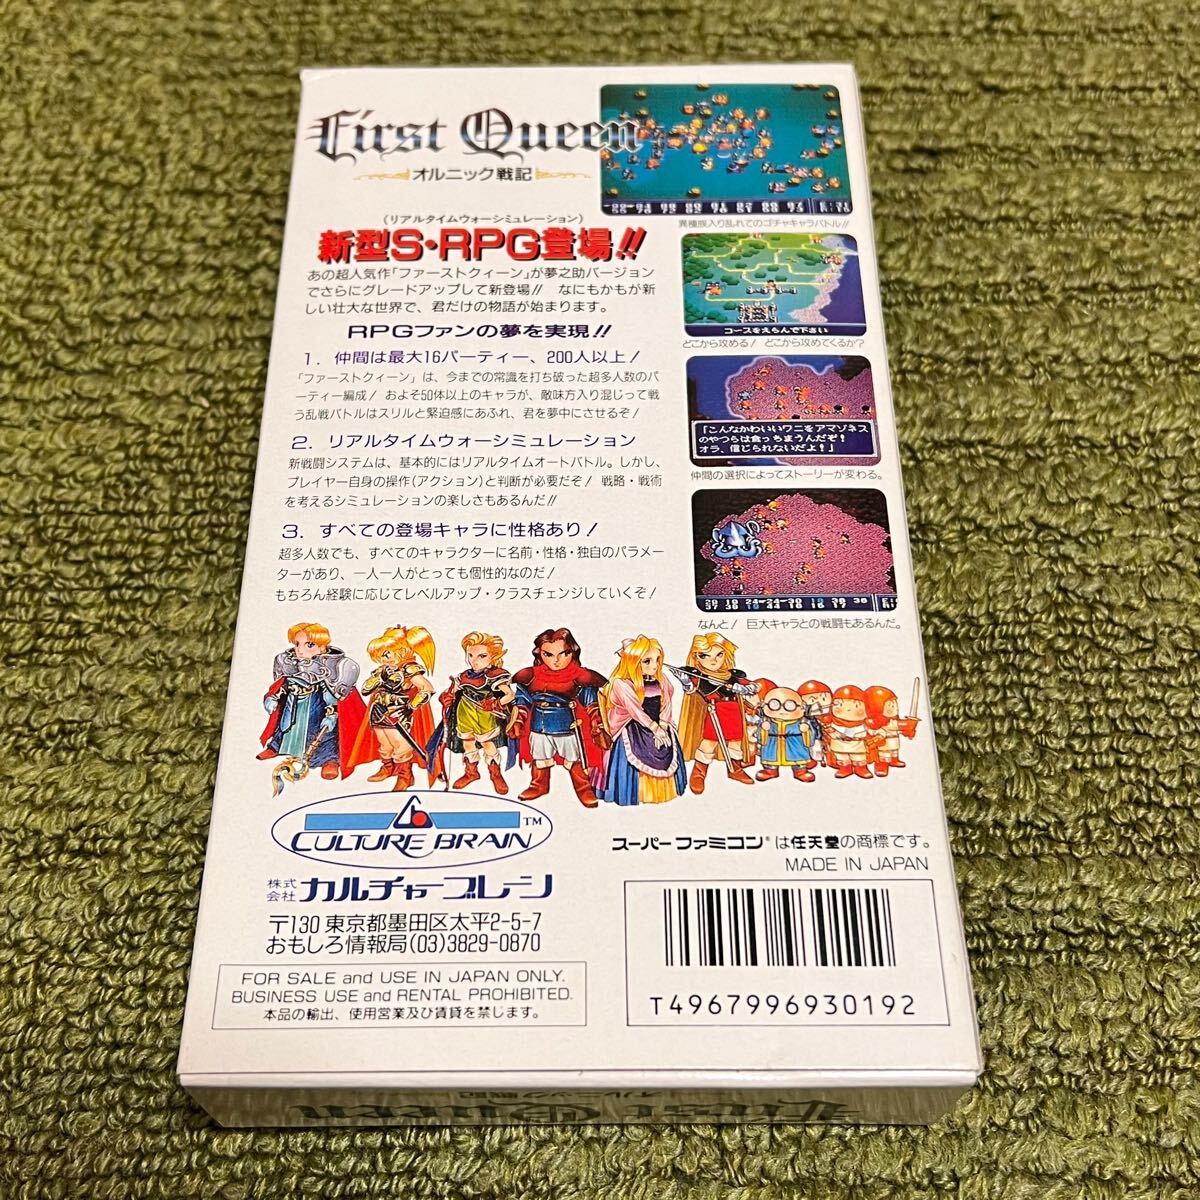 First Queen
オルニック戦記
(リアルタイムウォーシミュレーション)
新型S・RPG登場!!
あの超人気作「ファーストクィーン」が夢之助バージョン
でさらにグレードアップして新登場!! なにもかもが新
しい壮大な世界で、君だけの物語が始まります。
RPGファンの夢を実現!!
1. 仲間は最大16パーティー、200人以上!
「ファーストクィーン」は、今までの常識を打ち破った超多人数のパ
ーティー編成! およそ50体以上のキャラが、敵味方入り混じって戦
う乱戦バトルはスリルと緊迫感にあふれ、君を夢中にさせるぞ!
2. リアルタイムウォーシミュレーション
新戦闘システムは、基本的にはリアルタイムオートバトル。しかし、
プレイヤー自身の操作(アクション)と判断が必要だぞ! 戦略・戦術
を考えるシミュレーションの楽しさもあるんだ!!
3. すべての登場キャラに性格あり!
超多人数でも、すべてのキャラクターに名前・性格・独自のパラメー
ターがあり、一人一人がとっても個性的なのだ!
もちろん経験に応じてレベルアップ・クラスチェンジしていくぞ!
異種族入り乱れてのゴチャキャラバトル!!
コースをえらんで下さい
どこから攻める! どこから攻めてくるか?
「こんなかわいいワニをアマゾネス
のやつらは食っちまうんだぞ!
オラ、信じられないだよ!」
仲間の選択によってストーリーが変わる。
なんと! 巨大キャラとの戦闘もあるんだ。
CULTURE BRAIN TM
株式会社 カルチャーブレーン
〒130 東京都墨田区太平2-5-7
おもしろ情報局(03)3829-0870
FOR SALE and USE IN JAPAN ONLY.
BUSINESS USE and RENTAL PROHIBITED.
本品の輸出、使用営業及び賃貸を禁じます。
スーパーファミコン®は任天堂の商標です。
MADE IN JAPAN
T4967996930192
First Queen
オルニック戦記